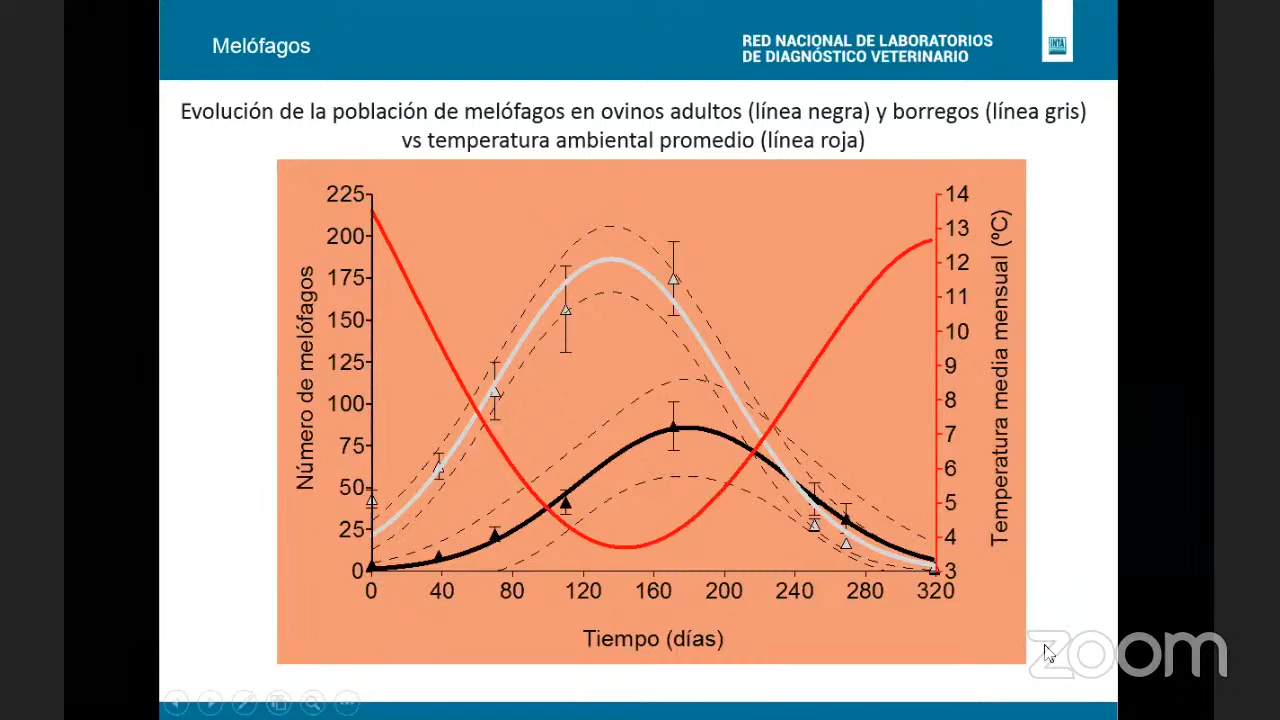 Melófagos
RED NACIONAL DE LABORATORIOS
DE DIAGNÓSTICO VETERINARIO
INTA
Evolución de la población de melófagos en ovinos adultos (línea negra) y borregos (línea gris)
vs temperatura ambiental promedio (línea roja)
225
200
175
150
125
100
75
50
25
0
Número de melófagos
14
13
12
11
10
9
8
7
6
5
4
3
Temperatura media mensual (ºC)
0 40 80 120 160 200 240 280 320
Tiempo (días)
zoom